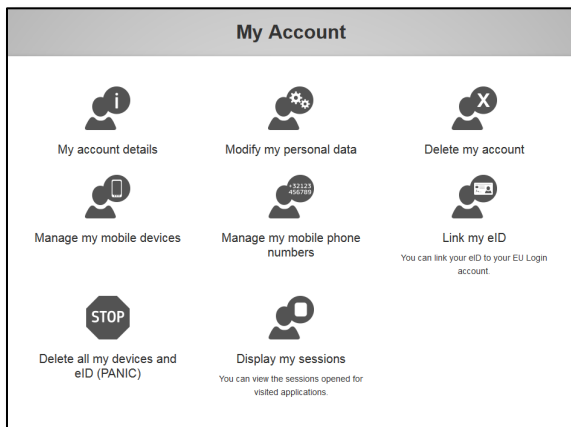 My Account
i
X
My account details
Modify my personal data
Delete my account
+32123
456789
Manage my mobile devices
Manage my mobile phone
numbers
Link my eID
You can link your eID to your EU Login
account.
STOP
Delete all my devices and
eID (PANIC)
Display my sessions
You can view the sessions opened for
visited applications.